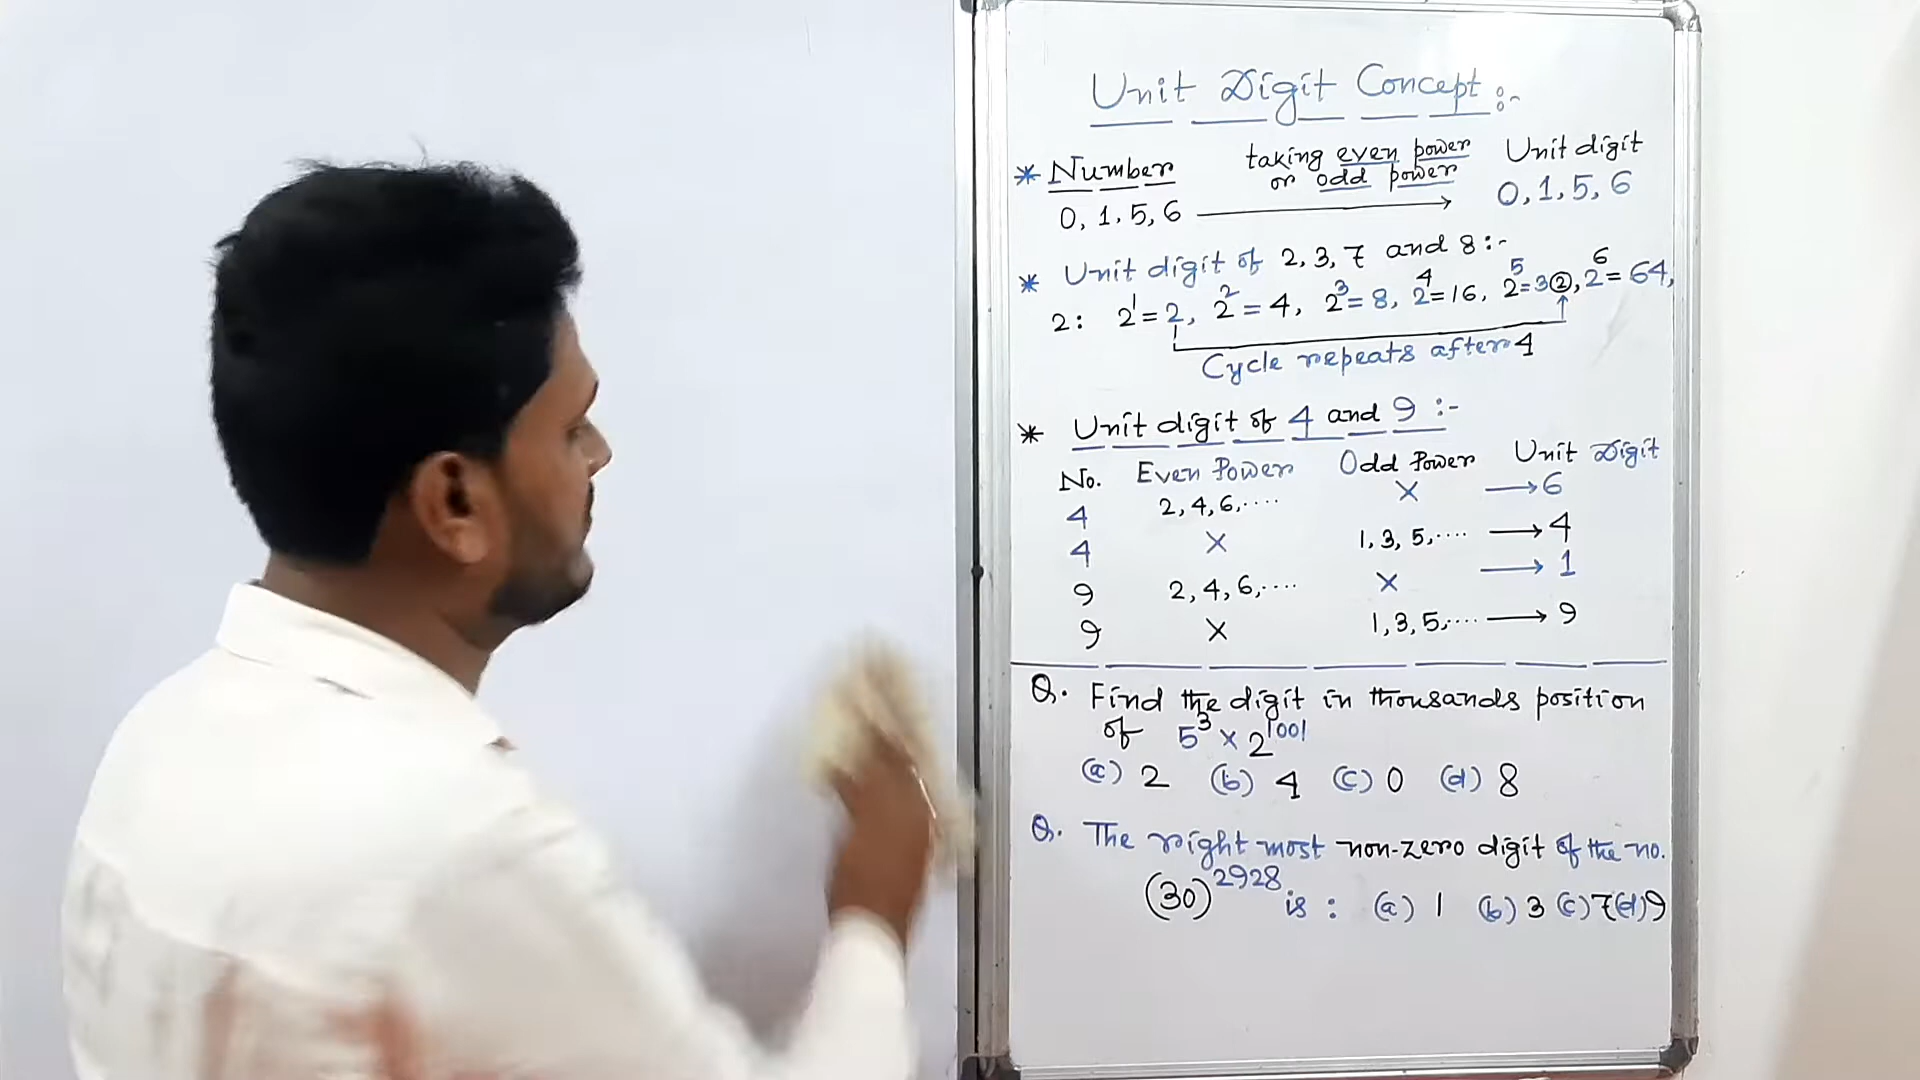 Unit Digit Concept :-
* Number taking even power or odd power Unit digit
0, 1, 5, 6 ⟶ 0, 1, 5, 6
* Unit digit of 2, 3, 7 and 8 :-
2: 2¹ = 2, 2² = 4, 2³ = 8, 2⁴ = 16, 2⁵ = 32, 2⁶ = 64,
Cycle repeats after 4
* Unit digit of 4 and 9 :-
No. Even Power Odd Power Unit Digit
4 2, 4, 6, .... × ⟶ 6
4 × 1, 3, 5, .... ⟶ 4
9 2, 4, 6, .... × ⟶ 1
9 × 1, 3, 5, .... ⟶ 9
Q. Find the digit in thousands position
of 5³ × 2¹⁰⁰¹
(a) 2 (b) 4 (c) 0 (d) 8
Q. The right most non-zero digit of the no.
(30)²⁹²⁸ is : (a) 1 (b) 3 (c) 7 (d) 9